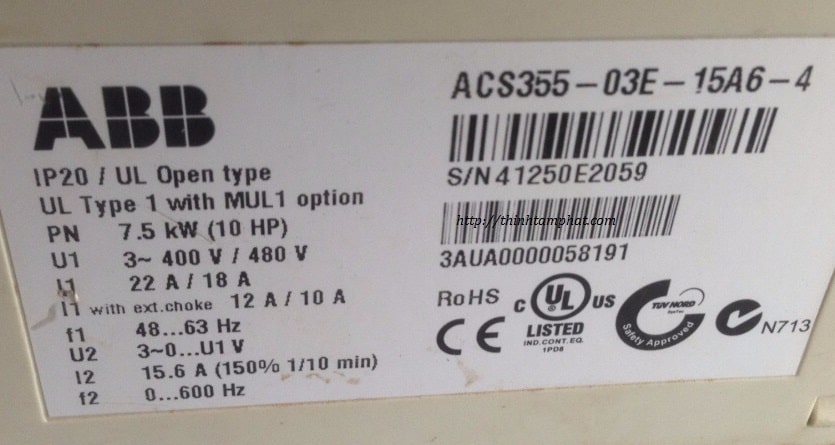 ABB
IP20 / UL Open type
UL Type 1 with MUL1 option
PN 7.5 kW (10 HP)
U1 3~ 400 V / 480 V
I1 22 A / 18 A
I1 with ext.choke 12 A / 10 A
f1 48...63 Hz
U2 3~0...U1 V
I2 15.6 A (150% 1/10 min)
f2 0...600 Hz
ACS355-03E-15A6-4
S/N 41250E2059
http://thinhtamphat.com
3AUA0000058191
RoHS
CE
C UL US
LISTED
IND. CONT. EQ.
1PD8
TÜV NORD
Safety Approved
N713